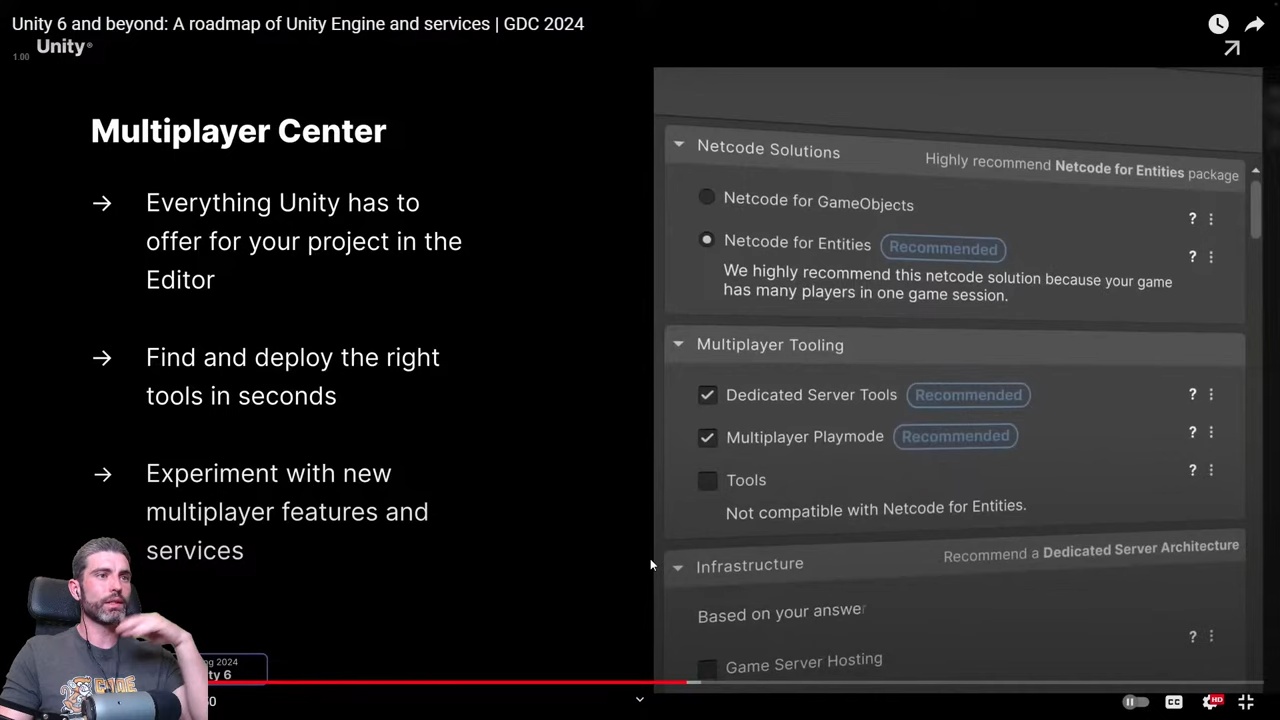 Unity 6 and beyond: A roadmap of Unity Engine and services | GDC 2024
Unity®
1.00
Multiplayer Center
→ Everything Unity has to
offer for your project in the
Editor
→ Find and deploy the right
tools in seconds
→ Experiment with new
multiplayer features and
services
2024
Netcode Solutions
Highly recommend Netcode for Entities package
Netcode for GameObjects
?
Netcode for Entities Recommended
?
We highly recommend this netcode solution because your game
has many players in one game session.
Multiplayer Tooling
Dedicated Server Tools Recommended
?
Multiplayer Playmode Recommended
?
Tools
?
Not compatible with Netcode for Entities.
Infrastructure
Recommend a Dedicated Server Architecture
Based on your answer
?
Game Server Hosting
CC
HD